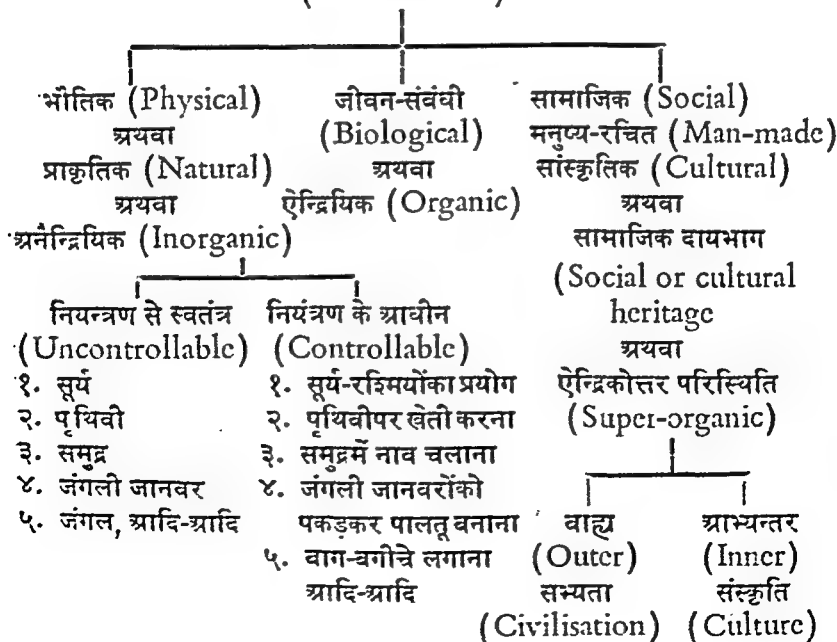 भौतिक (Physical)
अथवा
प्राकृतिक (Natural)
अथवा
अनैन्द्रियिक (Inorganic)
जीवन-संबंधी
(Biological)
अथवा
ऐन्द्रियिक (Organic)
सामाजिक (Social)
मनुष्य-रचित (Man-made)
सांस्कृतिक (Cultural)
अथवा
सामाजिक दायभाग
(Social or cultural
heritage
अथवा
ऐन्द्रिकोत्तर परिस्थिति
(Super-organic)
नियन्त्रण से स्वतंत्र
(Uncontrollable)
१. सूर्य
२. पृथिवी
३. समुद्र
४. जंगली जानवर
५. जंगल, आदि-आदि
नियंत्रण के आधीन
(Controllable)
१. सूर्य-रश्मियोंका प्रयोग
२. पृथिवीपर खेती करना
३. समुद्रमें नाव चलाना
४. जंगली जानवरोंको
पकड़कर पालतू बनाना
५. बाग-बगीचे लगाना
आदि-आदि
वाह्य
(Outer)
सभ्यता
(Civilisation)
आभ्यन्तर
(Inner)
संस्कृति
(Culture)